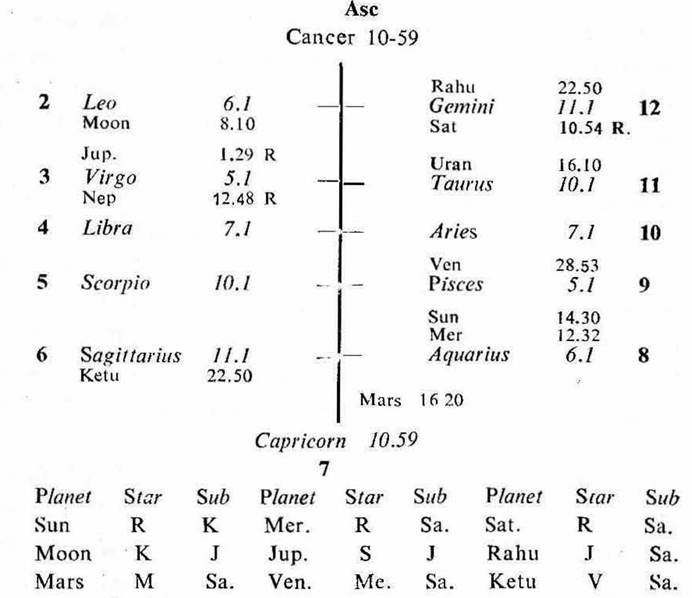 Asc
Cancer 10-59
Rahu 22.50
2 Leo 6.1 Gemini 11.1 12
Moon 8.10 Sat 10.54 R.
Jup. 1.29 R Uran 16.10
3 Virgo 5.1 Taurus 10.1 11
Nep 12.48 R
4 Libra 7.1 Aries 7.1 10
Ven 28.53
5 Scorpio 10.1 Pisces 5.1 9
Sun 14.30
Mer 12.32
6 Sagittarius 11.1 Aquarius 6.1 8
Ketu 22.50
Mars 16 20
Capricorn 10.59
7
Planet Star Sub Planet Star Sub Planet Star Sub
Sun R K Mer. R Sa. Sat. R Sa.
Moon K J Jup. S J Rahu J Sa.
Mars M Sa. Ven. Me. Sa. Ketu V Sa.